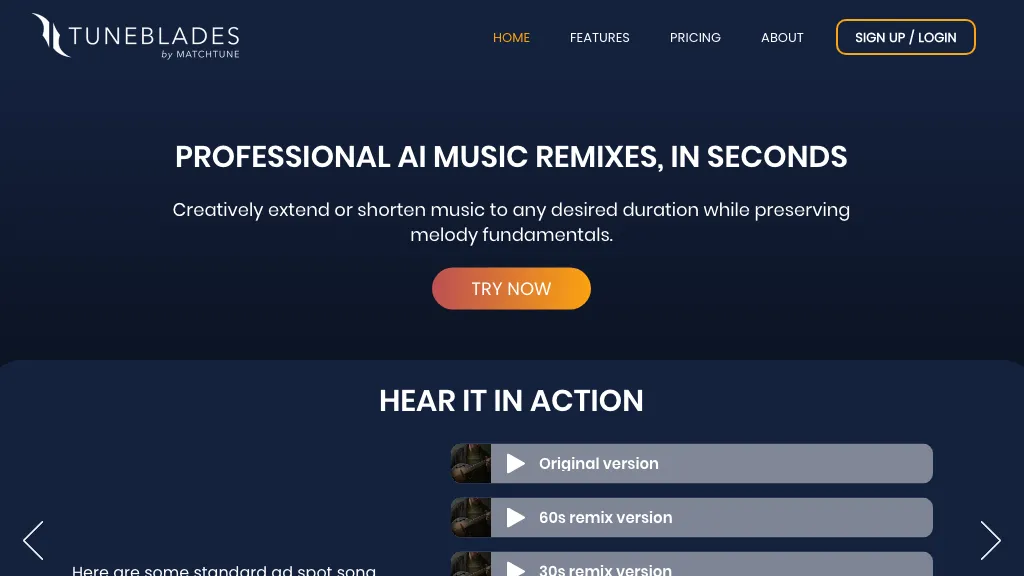 TUNEBLADES
by MATCHTUNE
HOME
FEATURES
PRICING
ABOUT
SIGN UP / LOGIN
PROFESSIONAL AI MUSIC REMIXES, IN SECONDS
Creatively extend or shorten music to any desired duration while preserving
melody fundamentals.
TRY NOW
HEAR IT IN ACTION
Original version
60s remix version
30s remix version
Here are some standard ad spot song